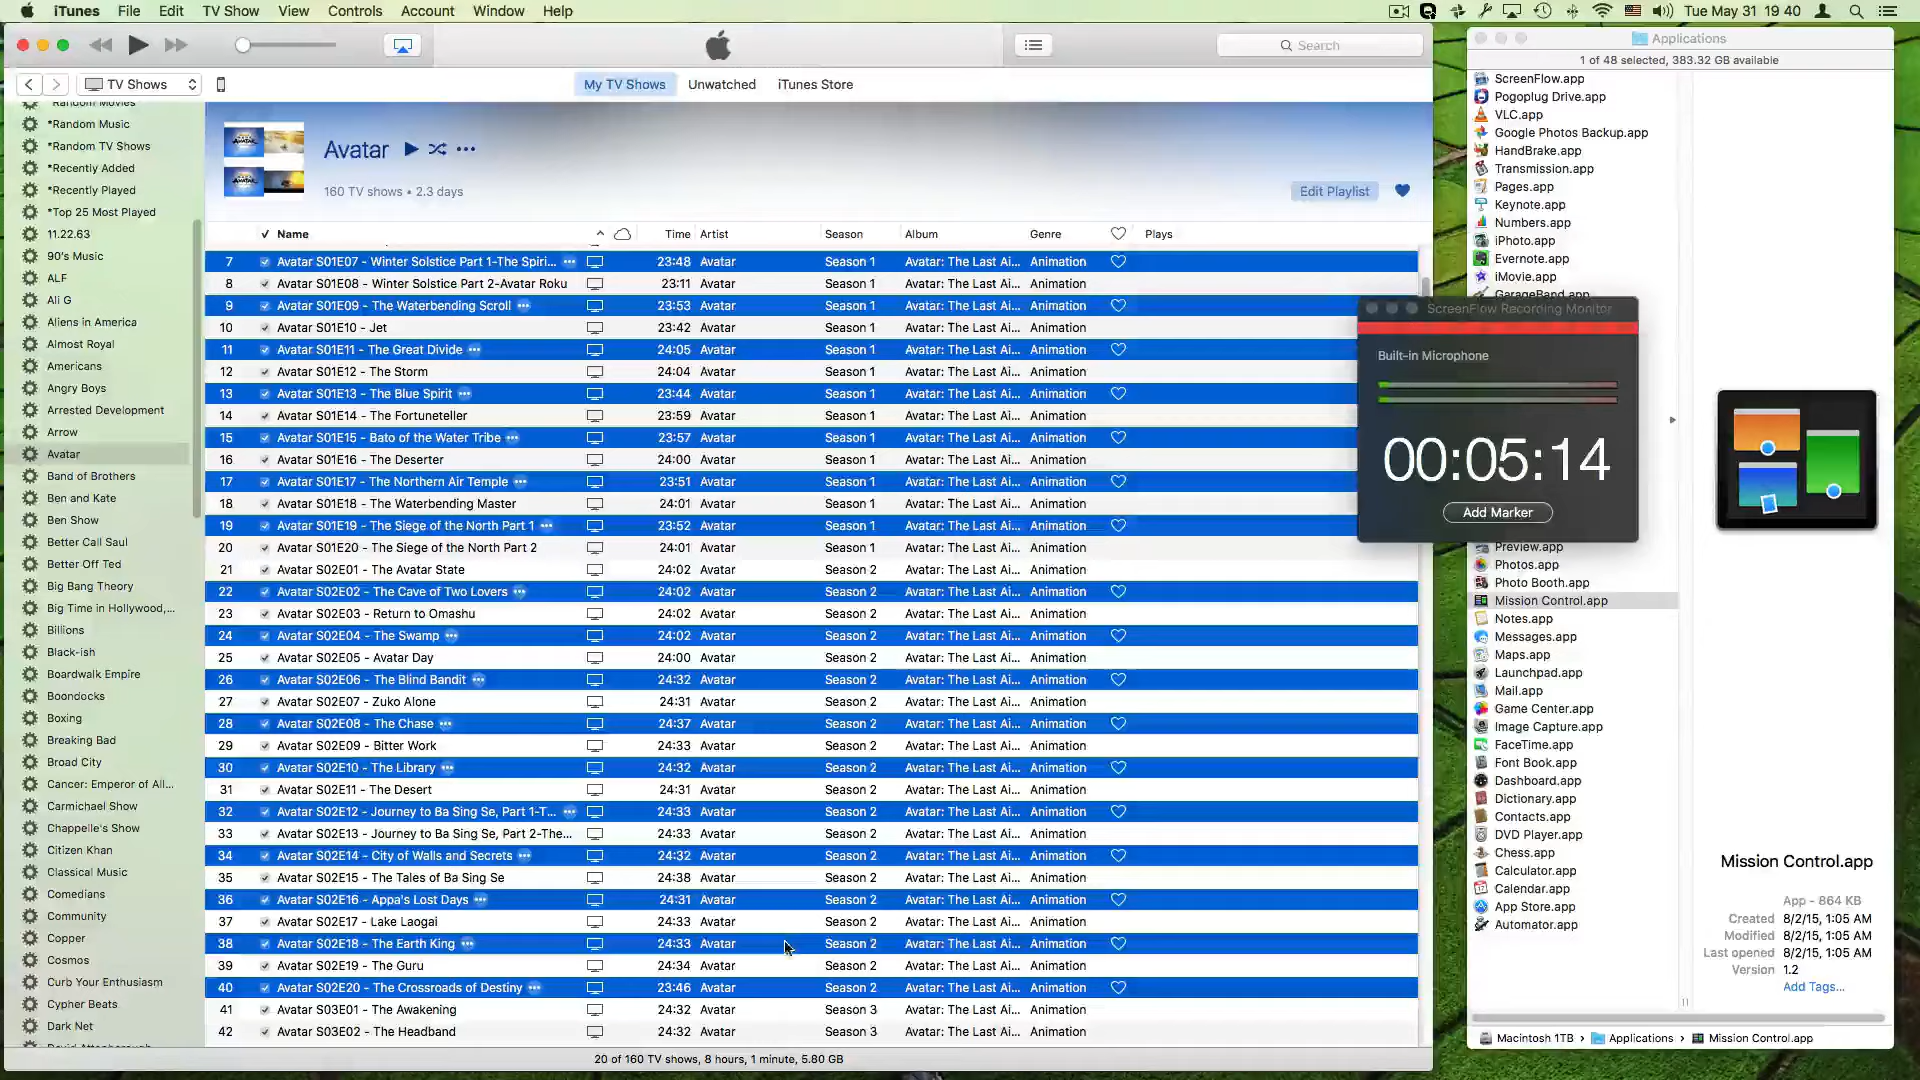 iTunes File Edit TV Show View Controls Account Window Help Tue May 31 19 40
Search
TV Shows My TV Shows Unwatched iTunes Store
*Random Movies
*Random Music
*Random TV Shows
*Recently Added
*Recently Played
*Top 25 Most Played
11.22.63
90's Music
ALF
Ali G
Aliens in America
Almost Royal
Americans
Angry Boys
Arrested Development
Arrow
Avatar
Band of Brothers
Ben and Kate
Ben Show
Better Call Saul
Better Off Ted
Big Bang Theory
Big Time in Hollywood,...
Billions
Black-ish
Boardwalk Empire
Boondocks
Boxing
Breaking Bad
Broad City
Cancer: Emperor of All...
Carmichael Show
Chappelle's Show
Citizen Khan
Classical Music
Comedians
Community
Copper
Cosmos
Curb Your Enthusiasm
Cypher Beats
Dark Net
Avatar
160 TV shows • 2.3 days
Edit Playlist
Name Time Artist Season Album Genre Plays
7 Avatar S01E07 - Winter Solstice Part 1-The Spiri... 23:48 Avatar Season 1 Avatar: The Last Ai... Animation
8 Avatar S01E08 - Winter Solstice Part 2-Avatar Roku 23:11 Avatar Season 1 Avatar: The Last Ai... Animation
9 Avatar S01E09 - The Waterbending Scroll 23:53 Avatar Season 1 Avatar: The Last Ai... Animation
10 Avatar S01E10 - Jet 23:42 Avatar Season 1 Avatar: The Last Ai... Animation
11 Avatar S01E11 - The Great Divide 24:05 Avatar Season 1 Avatar: The Last Ai... Animation
12 Avatar S01E12 - The Storm 24:04 Avatar Season 1 Avatar: The Last Ai... Animation
13 Avatar S01E13 - The Blue Spirit 23:44 Avatar Season 1 Avatar: The Last Ai... Animation
14 Avatar S01E14 - The Fortuneteller 23:59 Avatar Season 1 Avatar: The Last Ai... Animation
15 Avatar S01E15 - Bato of the Water Tribe 23:57 Avatar Season 1 Avatar: The Last Ai... Animation
16 Avatar S01E16 - The Deserter 24:00 Avatar Season 1 Avatar: The Last Ai... Animation
17 Avatar S01E17 - The Northern Air Temple 23:51 Avatar Season 1 Avatar: The Last Ai... Animation
18 Avatar S01E18 - The Waterbending Master 24:01 Avatar Season 1 Avatar: The Last Ai... Animation
19 Avatar S01E19 - The Siege of the North Part 1 23:52 Avatar Season 1 Avatar: The Last Ai... Animation
20 Avatar S01E20 - The Siege of the North Part 2 24:01 Avatar Season 1 Avatar: The Last Ai... Animation
21 Avatar S02E01 - The Avatar State 24:02 Avatar Season 2 Avatar: The Last Ai... Animation
22 Avatar S02E02 - The Cave of Two Lovers 24:02 Avatar Season 2 Avatar: The Last Ai... Animation
23 Avatar S02E03 - Return to Omashu 24:02 Avatar Season 2 Avatar: The Last Ai... Animation
24 Avatar S02E04 - The Swamp 24:02 Avatar Season 2 Avatar: The Last Ai... Animation
25 Avatar S02E05 - Avatar Day 24:00 Avatar Season 2 Avatar: The Last Ai... Animation
26 Avatar S02E06 - The Blind Bandit 24:32 Avatar Season 2 Avatar: The Last Ai... Animation
27 Avatar S02E07 - Zuko Alone 24:31 Avatar Season 2 Avatar: The Last Ai... Animation
28 Avatar S02E08 - The Chase 24:37 Avatar Season 2 Avatar: The Last Ai... Animation
29 Avatar S02E09 - Bitter Work 24:33 Avatar Season 2 Avatar: The Last Ai... Animation
30 Avatar S02E10 - The Library 24:32 Avatar Season 2 Avatar: The Last Ai... Animation
31 Avatar S02E11 - The Desert 24:31 Avatar Season 2 Avatar: The Last Ai... Animation
32 Avatar S02E12 - Journey to Ba Sing Se, Part 1-T... 24:33 Avatar Season 2 Avatar: The Last Ai... Animation
33 Avatar S02E13 - Journey to Ba Sing Se, Part 2-The... 24:33 Avatar Season 2 Avatar: The Last Ai... Animation
34 Avatar S02E14 - City of Walls and Secrets 24:32 Avatar Season 2 Avatar: The Last Ai... Animation
35 Avatar S02E15 - The Tales of Ba Sing Se 24:38 Avatar Season 2 Avatar: The Last Ai... Animation
36 Avatar S02E16 - Appa's Lost Days 24:31 Avatar Season 2 Avatar: The Last Ai... Animation
37 Avatar S02E17 - Lake Laogai 24:33 Avatar Season 2 Avatar: The Last Ai... Animation
38 Avatar S02E18 - The Earth King 24:33 Avatar Season 2 Avatar: The Last Ai... Animation
39 Avatar S02E19 - The Guru 24:34 Avatar Season 2 Avatar: The Last Ai... Animation
40 Avatar S02E20 - The Crossroads of Destiny 23:46 Avatar Season 2 Avatar: The Last Ai... Animation
41 Avatar S03E01 - The Awakening 24:32 Avatar Season 3 Avatar: The Last Ai... Animation
42 Avatar S03E02 - The Headband 24:32 Avatar Season 3 Avatar: The Last Ai... Animation
20 of 160 TV shows, 8 hours, 1 minute, 5.80 GB
Applications
1 of 48 selected, 383.32 GB available
ScreenFlow.app
Pogoplug Drive.app
VLC.app
Google Photos Backup.app
HandBrake.app
Transmission.app
Pages.app
Keynote.app
Numbers.app
iPhoto.app
Evernote.app
iMovie.app
GarageBand.app
ScreenFlow Recording Monitor
Built-in Microphone
00:05:14
Add Marker
Preview.app
Photos.app
Photo Booth.app
Mission Control.app
Notes.app
Messages.app
Maps.app
Launchpad.app
Mail.app
Game Center.app
Image Capture.app
FaceTime.app
Font Book.app
Dashboard.app
Dictionary.app
Contacts.app
DVD Player.app
Chess.app
Calculator.app
Calendar.app
App Store.app
Automator.app
Mission Control.app
App - 864 KB
Created 8/2/15, 1:05 AM
Modified 8/2/15, 1:05 AM
Last opened 8/2/15, 1:05 AM
Version 1.2
Add Tags...
Macintosh 1TB › Applications › Mission Control.app